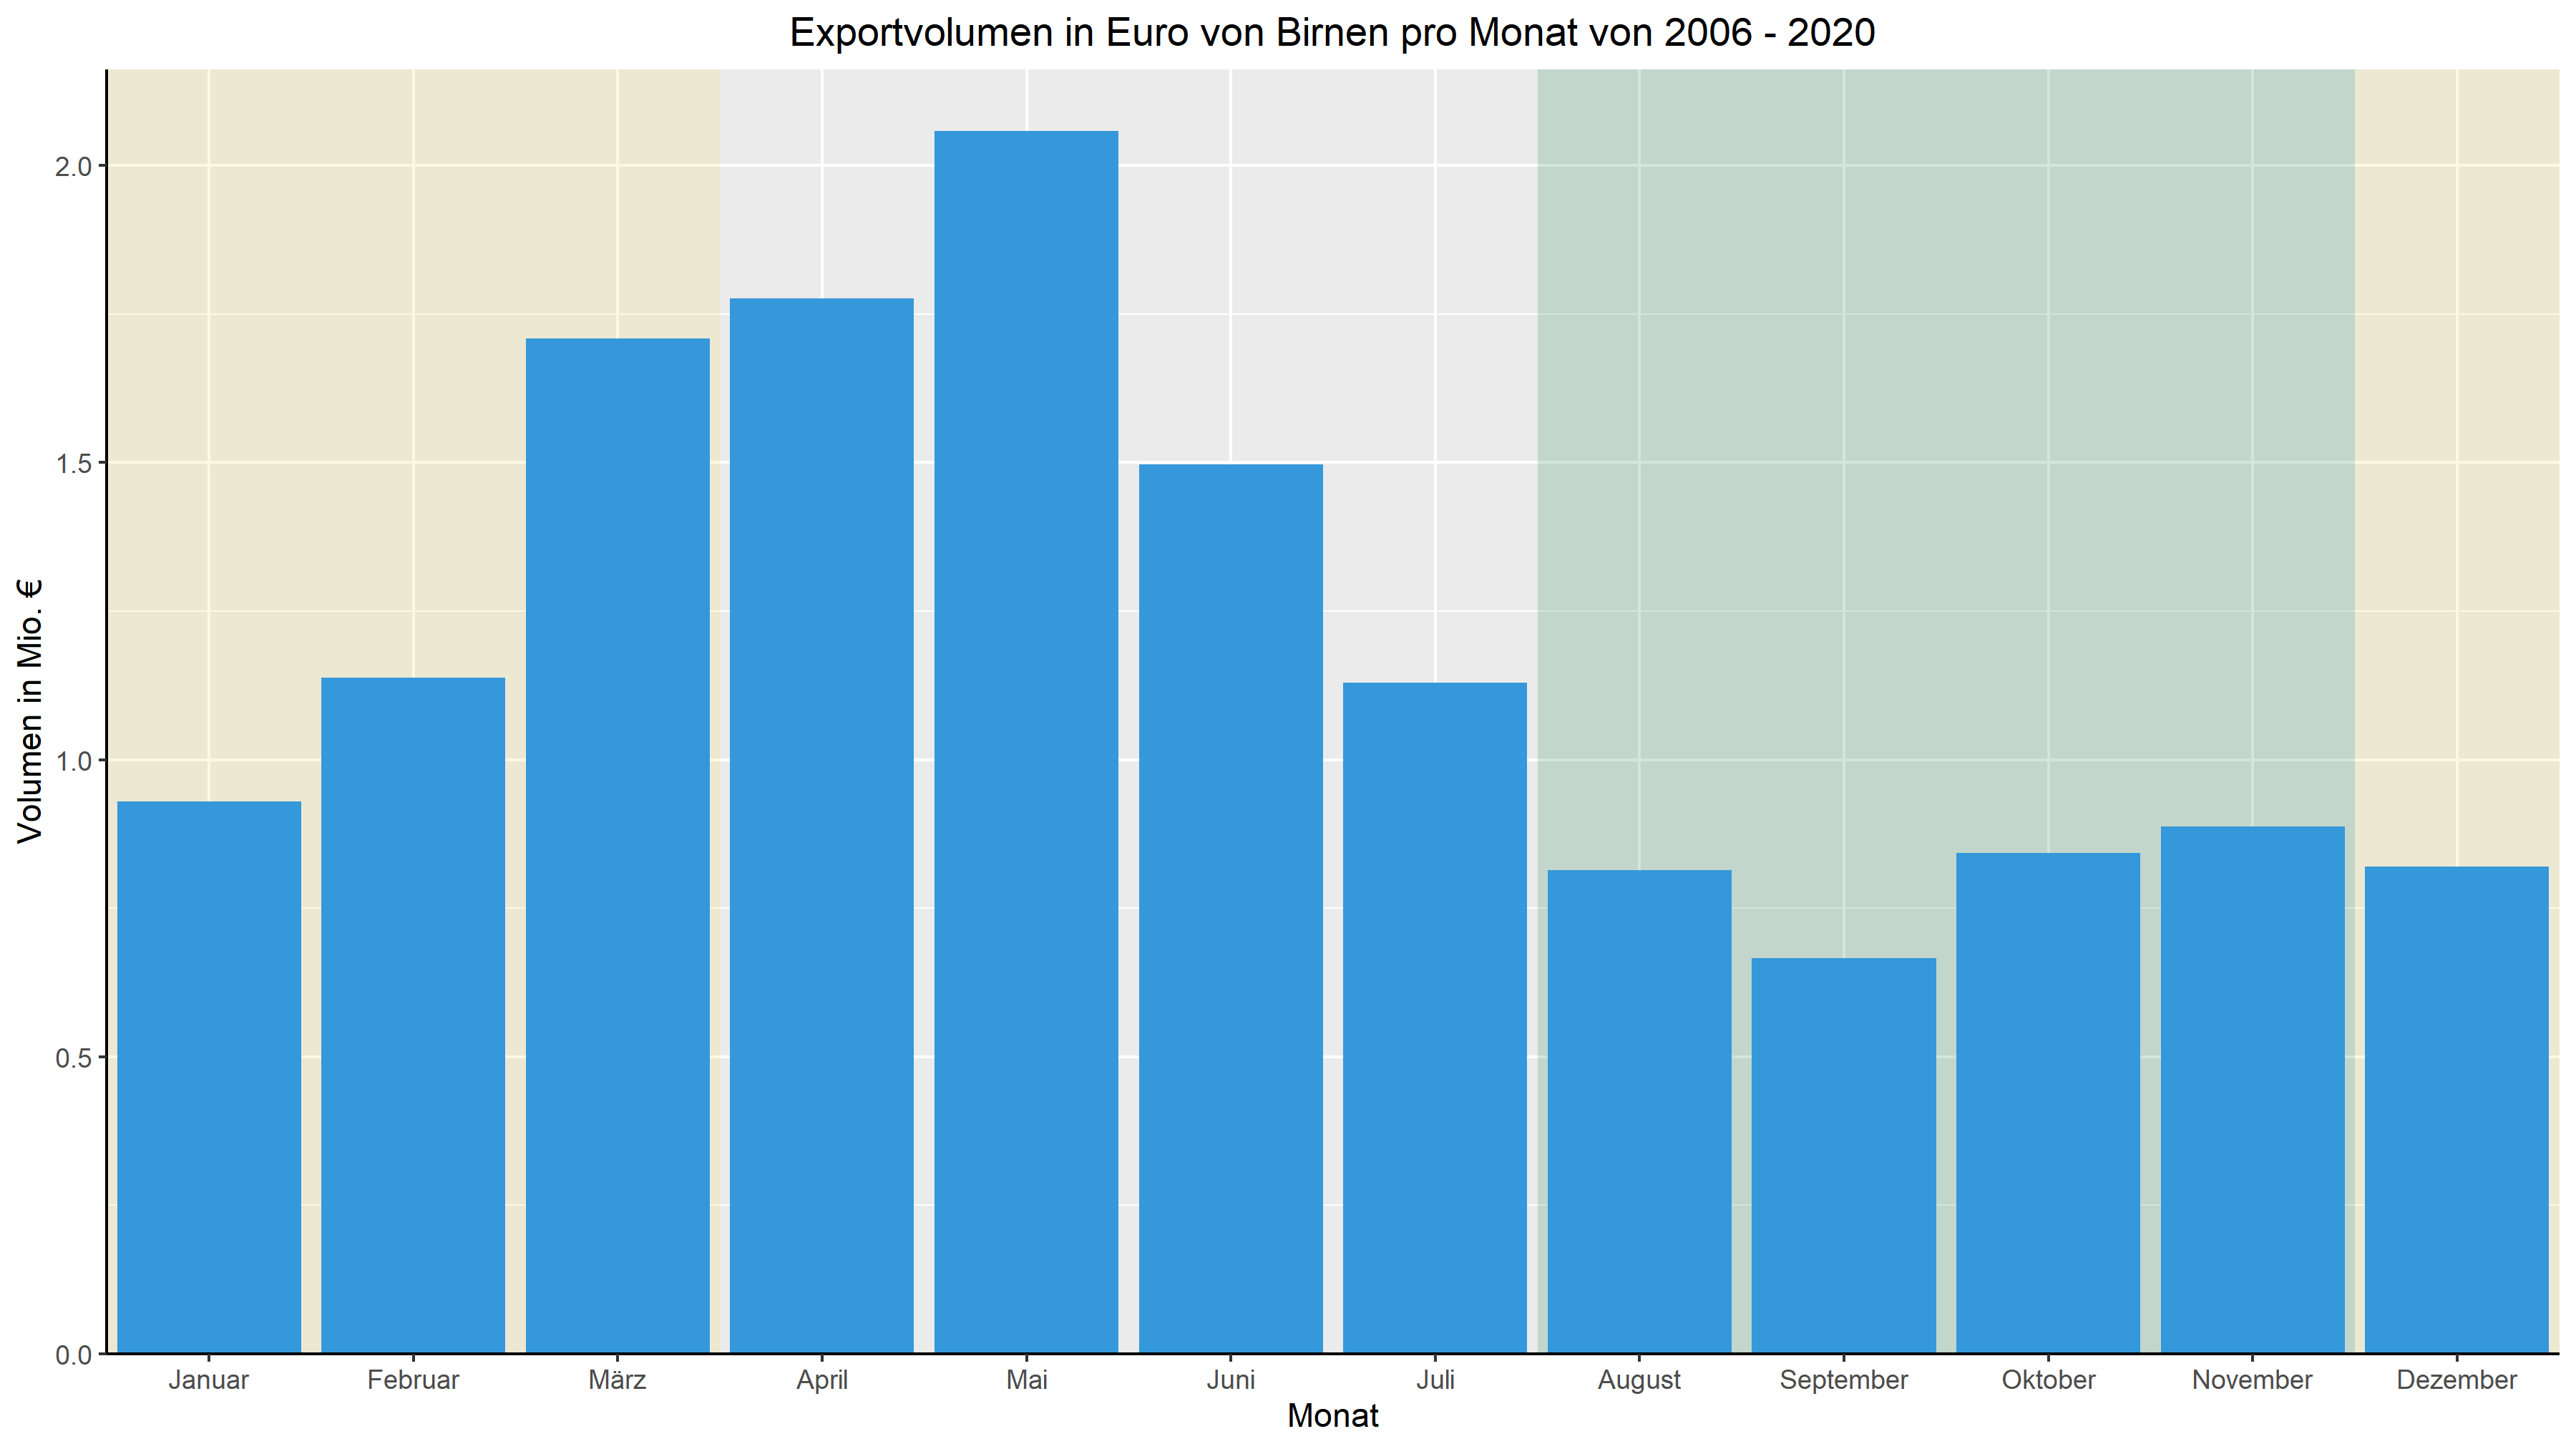 Exportvolumen in Euro von Birnen pro Monat von 2006 - 2020
Volumen in Mio. €
2.0
1.5
1.0
0.5
0.0
Januar Februar März April Mai Juni Juli August September Oktober November Dezember
Monat